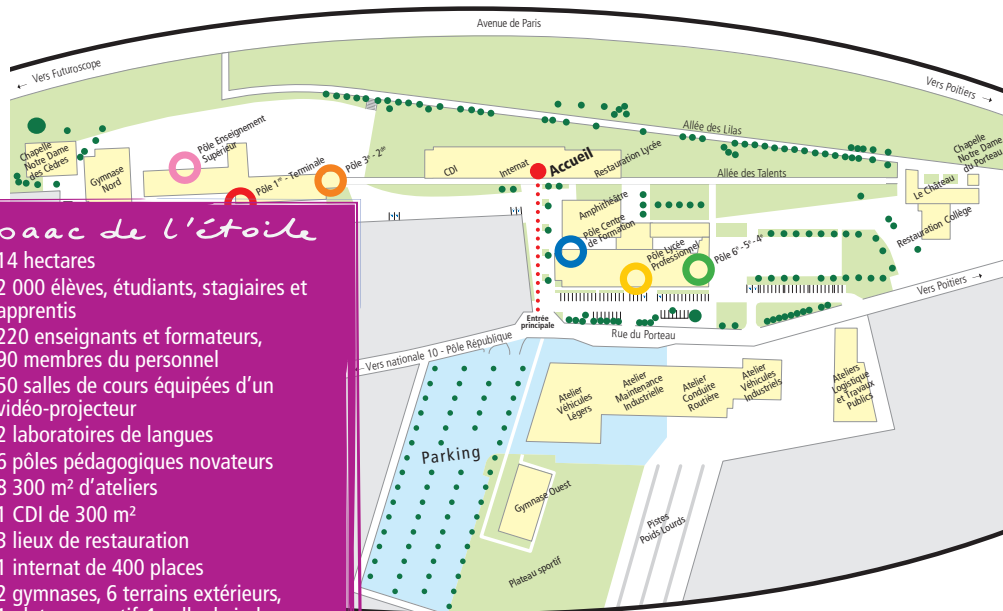 Avenue de Paris
← Vers Futuroscope
Vers Poitiers →
Allée des Lilas
Allée des Talents
Chapelle
Notre Dame
des Cèdres
Gymnase
Nord
Pôle Enseignement
Supérieur
Pôle 1re - Terminale
Pôle 3e - 2de
CDI
Internat
Accueil
Restauration Lycée
Chapelle
Notre Dame
du Porteau
Le Château
Restauration Collège
Amphithéâtre
Pôle Centre
de Formation
Pôle Lycée
Professionnel
Pôle 6e -5e -4e
Vers Poitiers →
Entrée
principale
Rue du Porteau
← Vers nationale 10 - Pôle République
Atelier
Véhicules
Légers
Atelier
Maintenance
Industrielle
Atelier
Conduite
Routière
Atelier
Véhicules
Industriels
Ateliers
Logistique
et Travaux
Publics
Parking
Gymnase Ouest
Plateau sportif
Pistes
Poids Lourds
saac de l'étoile
14 hectares
2 000 élèves, étudiants, stagiaires et
apprentis
220 enseignants et formateurs,
90 membres du personnel
50 salles de cours équipées d'un
vidéo-projecteur
2 laboratoires de langues
6 pôles pédagogiques novateurs
8 300 m² d'ateliers
1 CDI de 300 m²
3 lieux de restauration
1 internat de 400 places
2 gymnases, 6 terrains extérieurs,